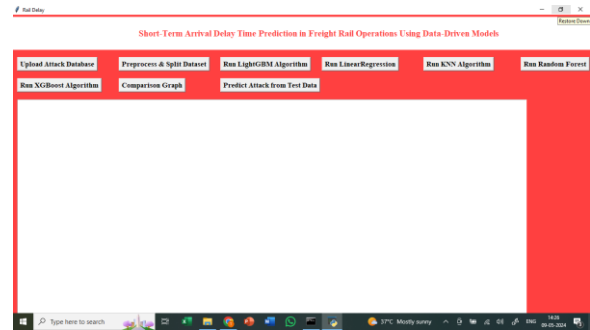 Rail Delay
Restore Down
Short-Term Arrival Delay Time Prediction in Freight Rail Operations Using Data-Driven Models
Upload Attack Database Preprocess & Split Dataset Run LightGBM Algorithm Run LinearRegression Run KNN Algorithm Run Random Forest
Run XGBoost Algorithm Comparison Graph Predict Attack from Test Data
Type here to search 37°C Mostly sunny ENG 14:28
09-05-2024